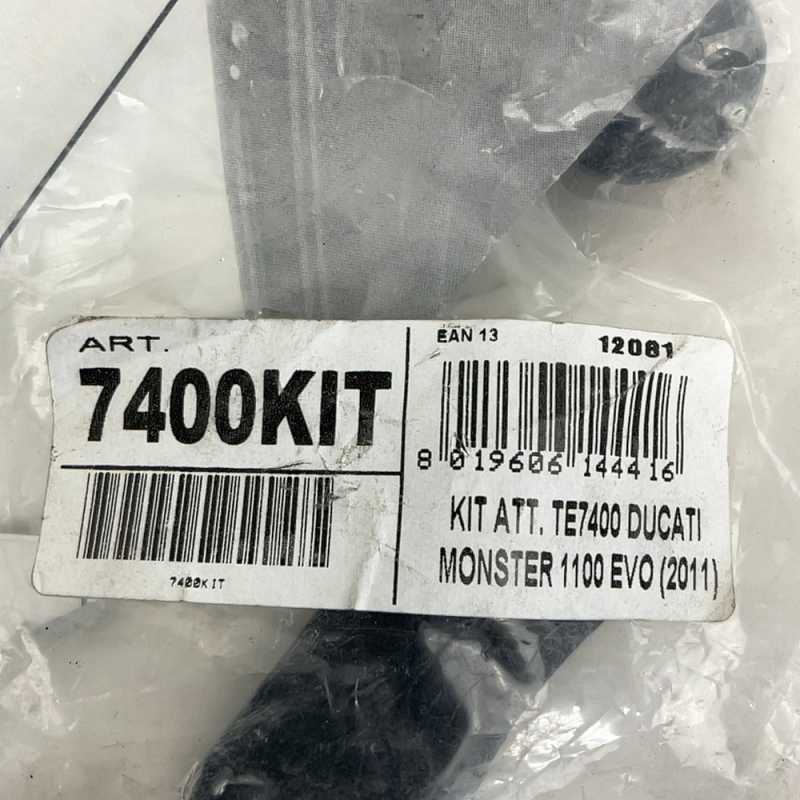 ART.
7400KIT
7400KIT
EAN 13 12081
8 019606 144416
KIT ATT. TE7400 DUCATI
MONSTER 1100 EVO (2011)